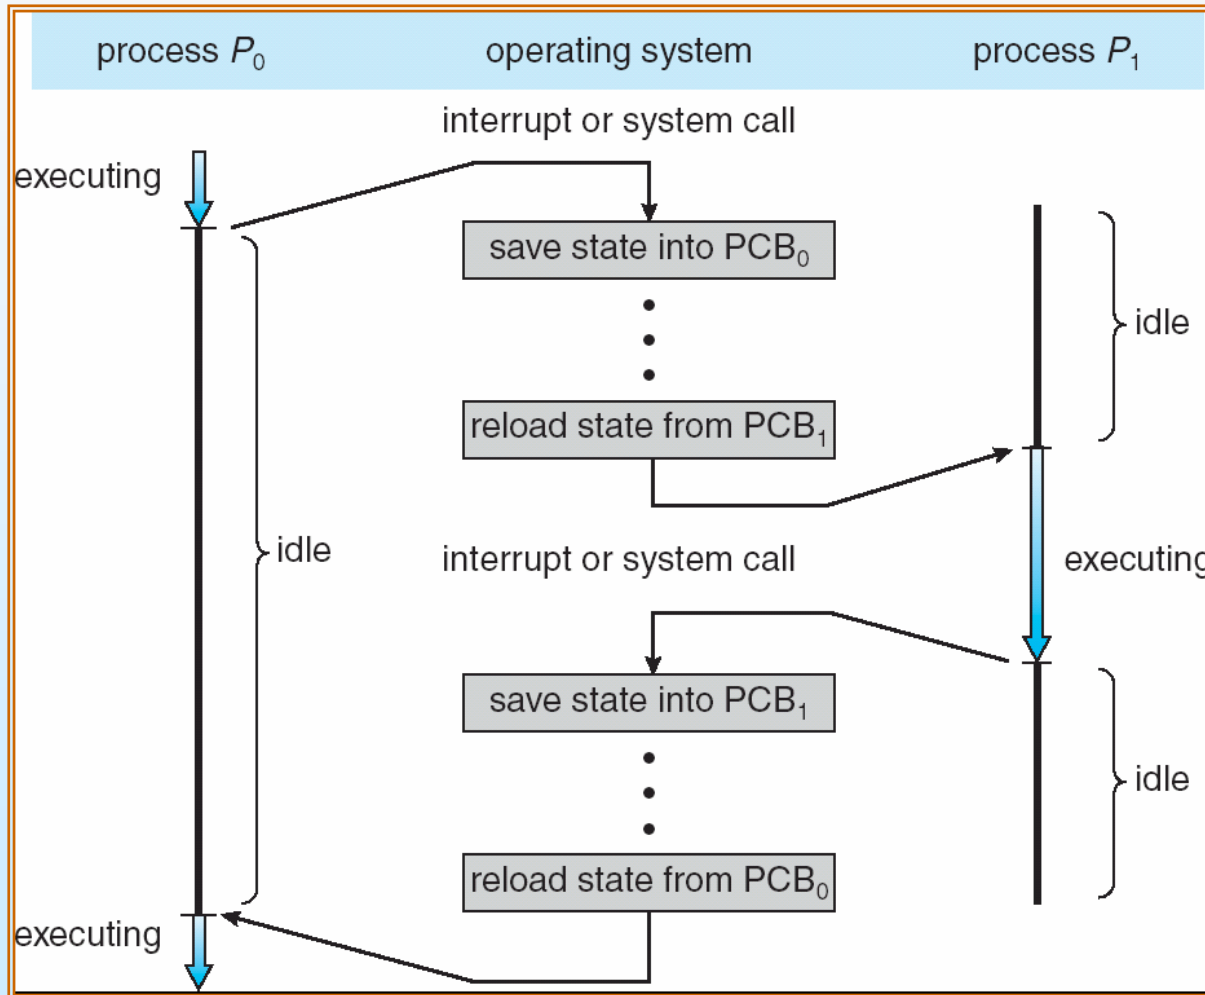 process P₀ operating system process P₁
interrupt or system call
executing
save state into PCB₀
idle
reload state from PCB₁
idle
interrupt or system call
executing
save state into PCB₁
idle
reload state from PCB₀
executing